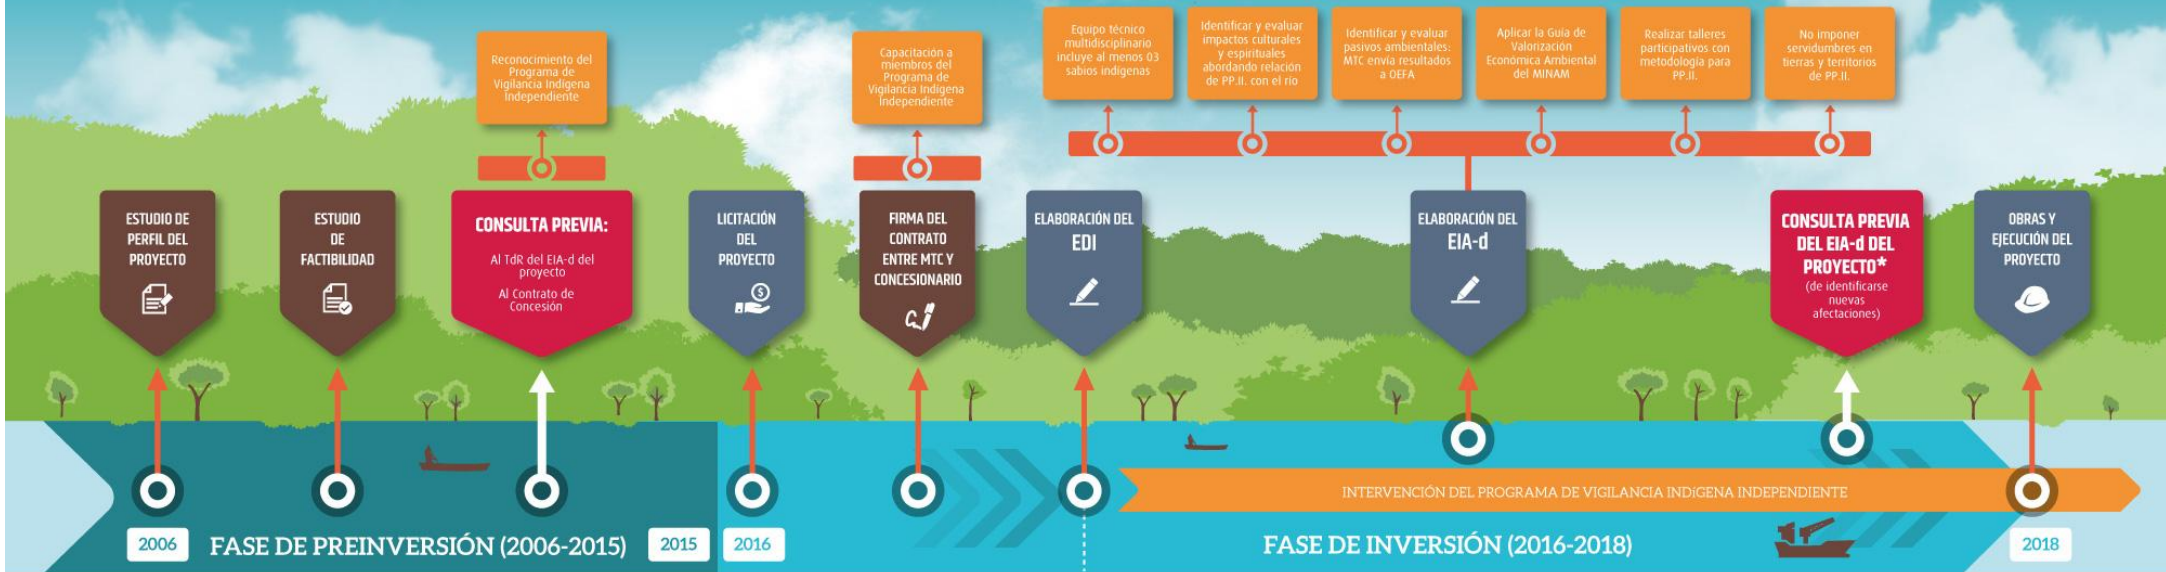 Reconocimiento del
Programa de
Vigilancia Indígena
Independiente
Capacitación a
miembros del
Programa de
Vigilancia Indígena
Independiente
Equipo técnico
multidisciplinario
incluye al menos 03
sabios indígenas
Identificar y evaluar
impactos culturales
y espirituales
abordando relación
de PP.II. con el río
Identificar y evaluar
pasivos ambientales:
MTC envía resultados
a OEFA
Aplicar la Guía de
Valorización
Económica Ambiental
del MINAM
Realizar talleres
participativos con
metodología para
PP.II.
No imponer
servidumbres en
tierras y territorios
de PP.II.
ESTUDIO DE
PERFIL DEL
PROYECTO
ESTUDIO
DE
FACTIBILIDAD
CONSULTA PREVIA:
Al TdR del EIA-d del
proyecto
Al Contrato de
Concesión
LICITACIÓN
DEL
PROYECTO
FIRMA DEL
CONTRATO
ENTRE MTC Y
CONCESIONARIO
ELABORACIÓN DEL
EDI
ELABORACIÓN DEL
EIA-d
CONSULTA PREVIA
DEL EIA-d DEL
PROYECTO*
(de identificarse
nuevas
afectaciones)
OBRAS Y
EJECUCIÓN DEL
PROYECTO
INTERVENCIÓN DEL PROGRAMA DE VIGILANCIA INDíGENA INDEPENDIENTE
2006
FASE DE PREINVERSIÓN (2006-2015)
2015
2016
FASE DE INVERSIÓN (2016-2018)
2018